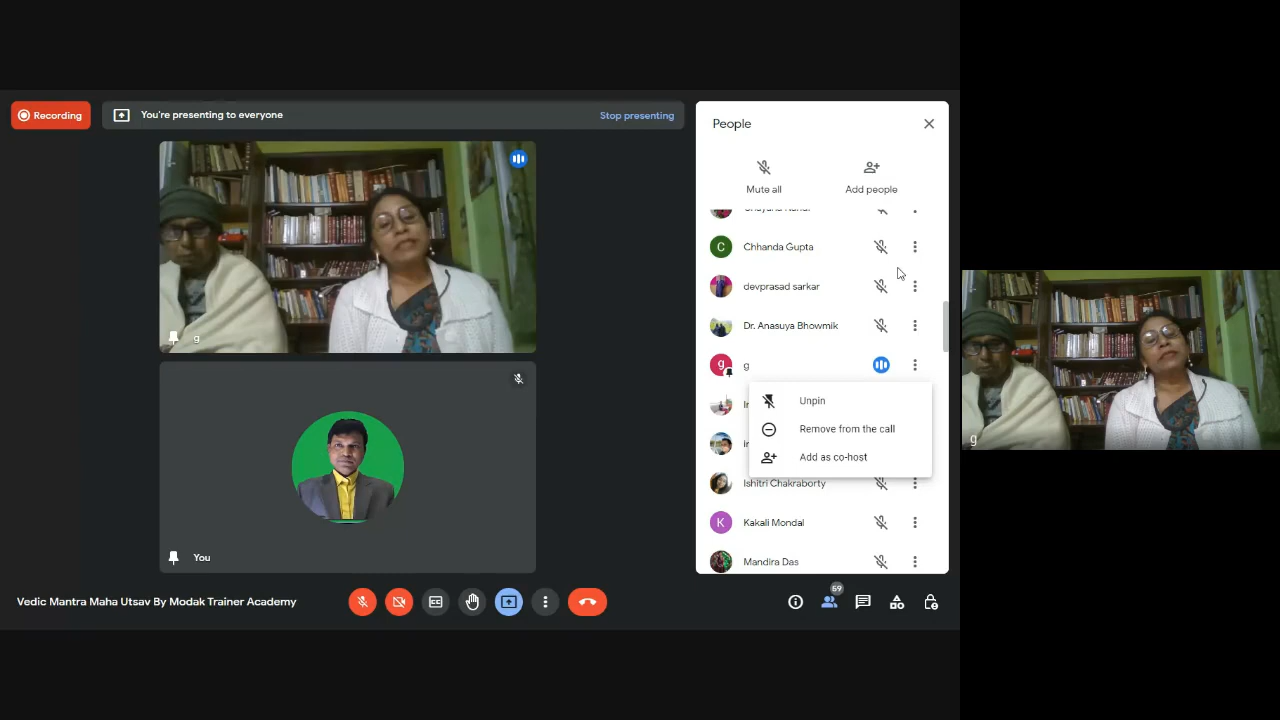 Recording
You're presenting to everyone
Stop presenting
g
You
People
Mute all
Add people
C
Chhanda Gupta
devprasad sarkar
Dr. Anasuya Bhowmik
g
g
Unpin
Remove from the call
Add as co-host
Ishitri Chakraborty
K
Kakali Mondal
Mandira Das
Vedic Mantra Maha Utsav By Modak Trainer Academy
CC
59
g